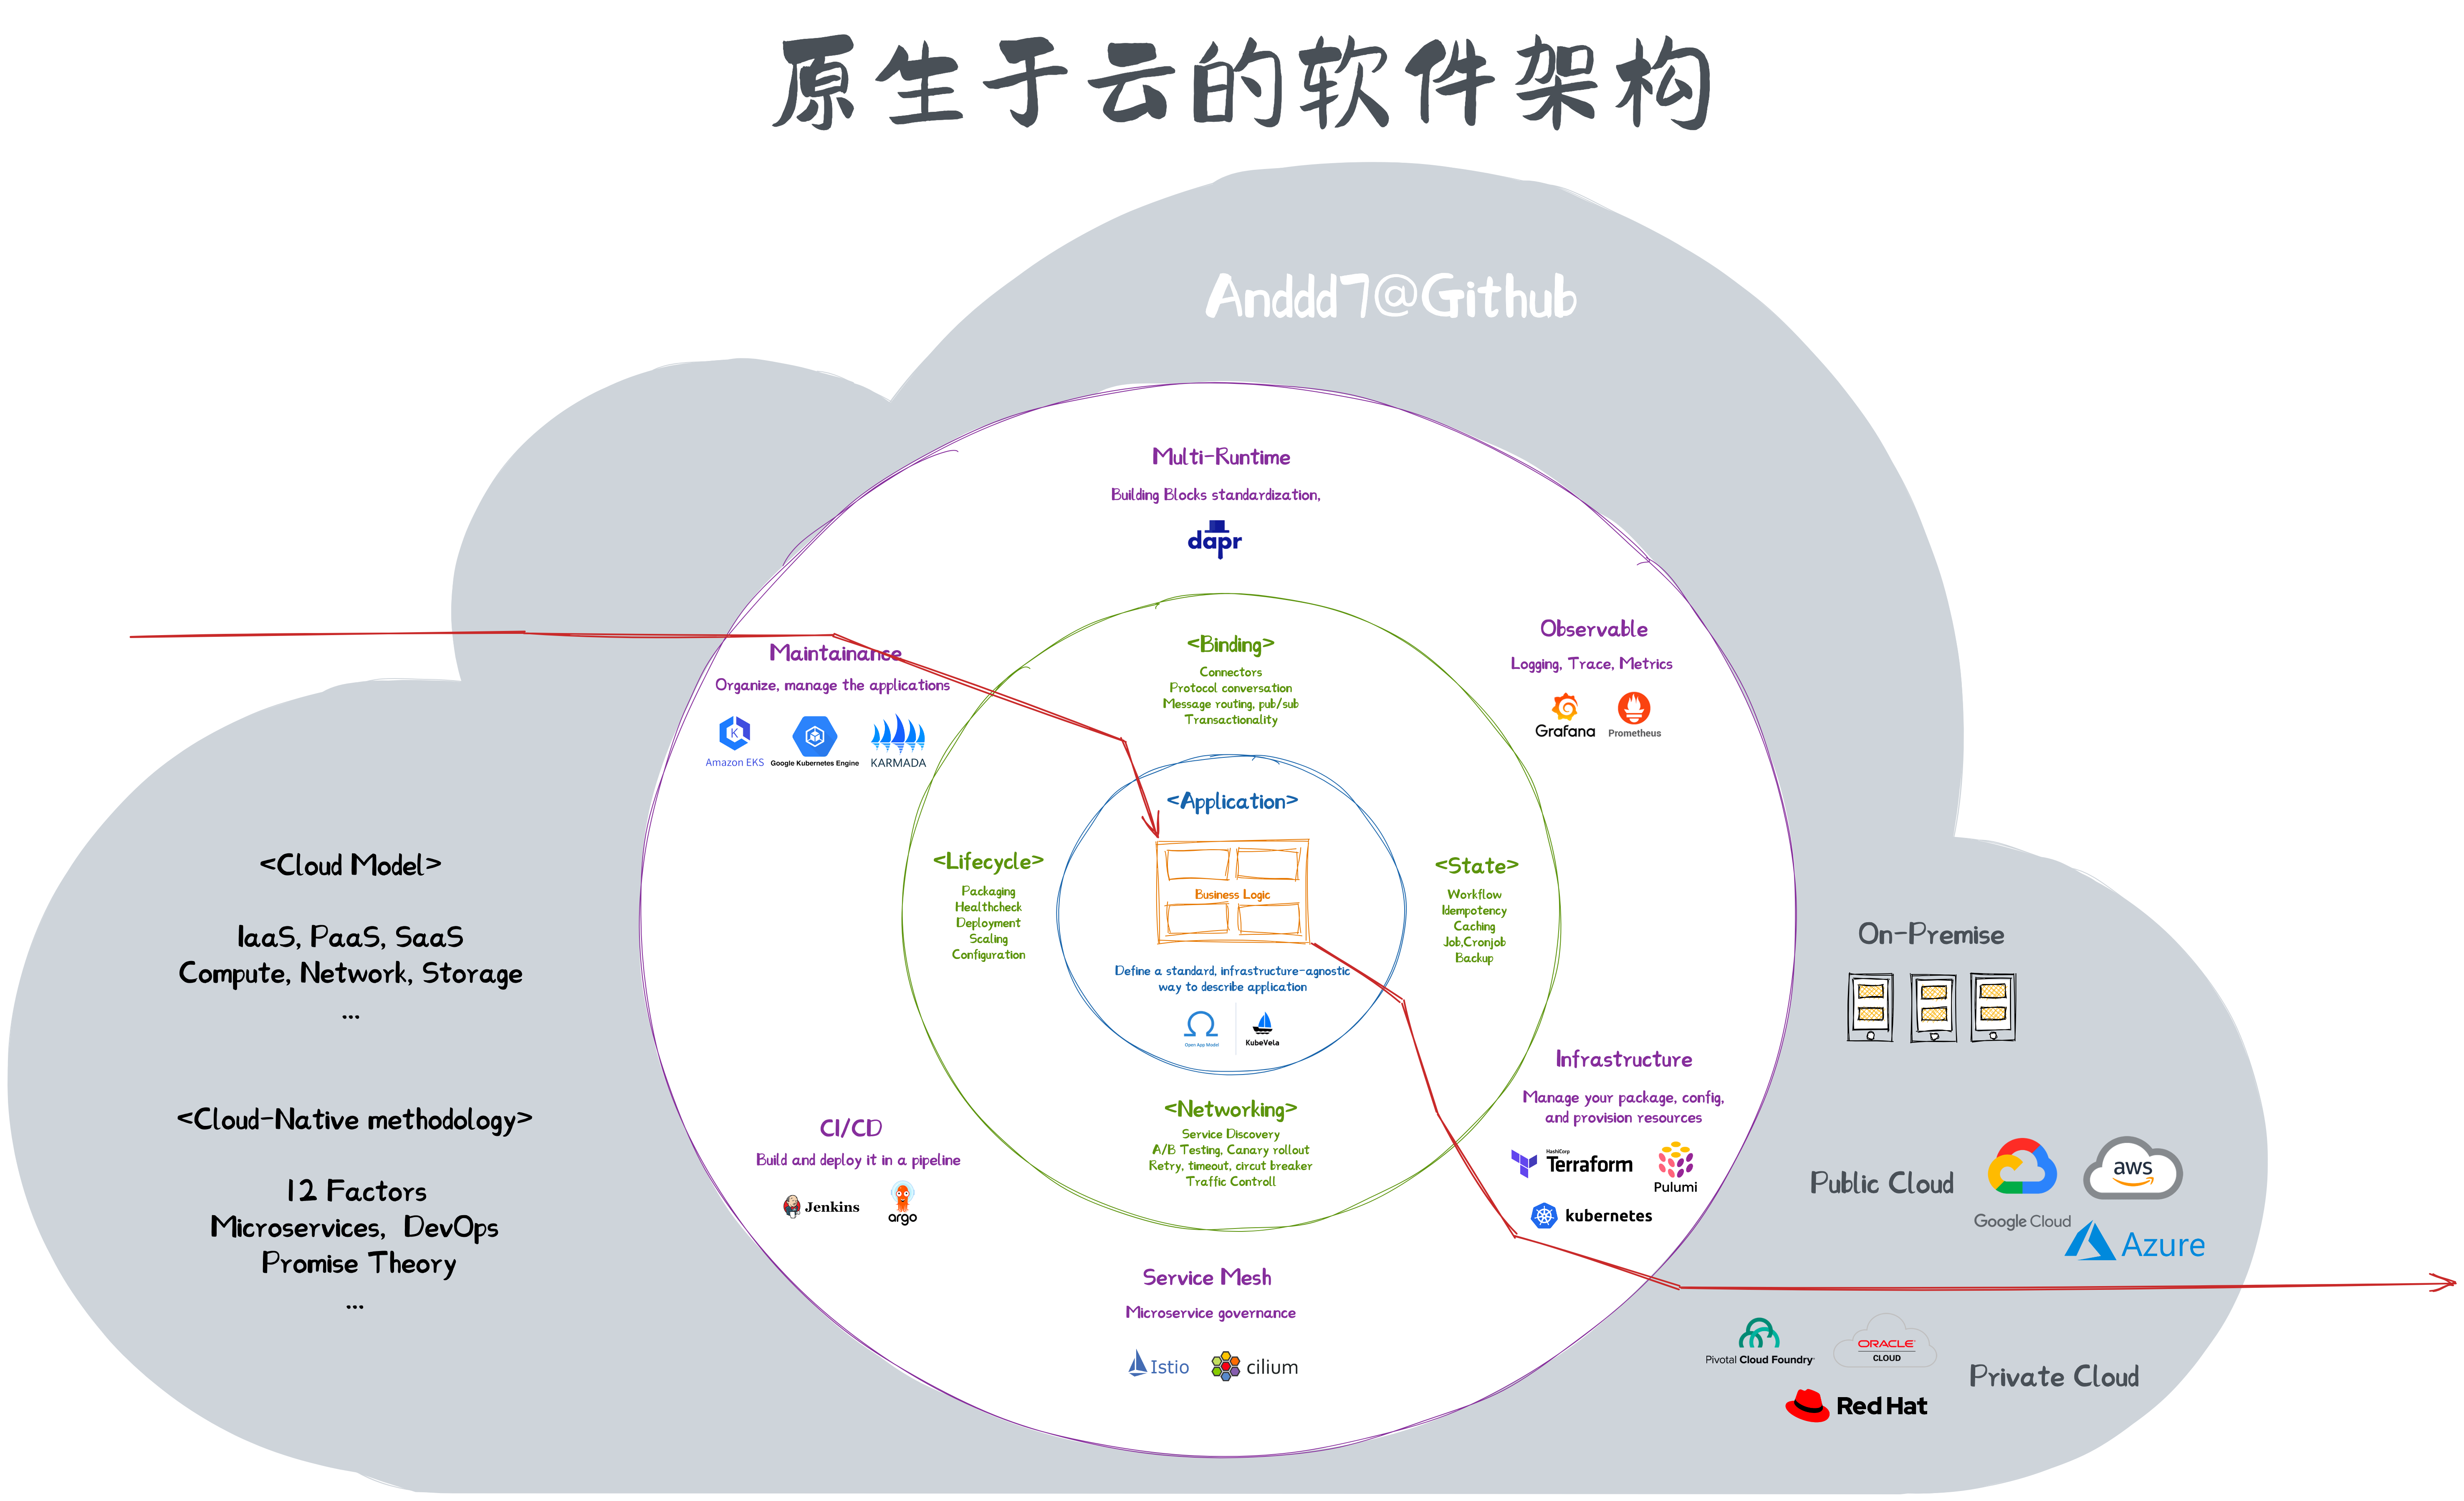 原生于云的软件架构
Anddd7@Github
Multi-Runtime
Building Blocks standardization,
dapr
Maintainance
Organize, manage the applications
Amazon EKS
Google Kubernetes Engine
KARMADA
<Binding>
Connectors
Protocol conversation
Message routing, pub/sub
Transactionality
Observable
Logging, Trace, Metrics
Grafana
Prometheus
<Application>
Business Logic
Define a standard, infrastructure-agnostic
way to describe application
Open App Model
KubeVela
<Lifecycle>
Packaging
Healthcheck
Deployment
Scaling
Configuration
<State>
Workflow
Idempotency
Caching
Job,Cronjob
Backup
<Networking>
Service Discovery
A/B Testing, Canary rollout
Retry, timeout, circut breaker
Traffic Controll
CI/CD
Build and deploy it in a pipeline
Jenkins
argo
Infrastructure
Manage your package, config,
and provision resources
HashiCorp
Terraform
Pulumi
kubernetes
Service Mesh
Microservice governance
Istio
cilium
<Cloud Model>
IaaS, PaaS, SaaS
Compute, Network, Storage
...
<Cloud-Native methodology>
12 Factors
Microservices, DevOps
Promise Theory
...
On-Premise
Public Cloud
Google Cloud
aws
Azure
Pivotal Cloud Foundry
ORACLE
CLOUD
Red Hat
Private Cloud